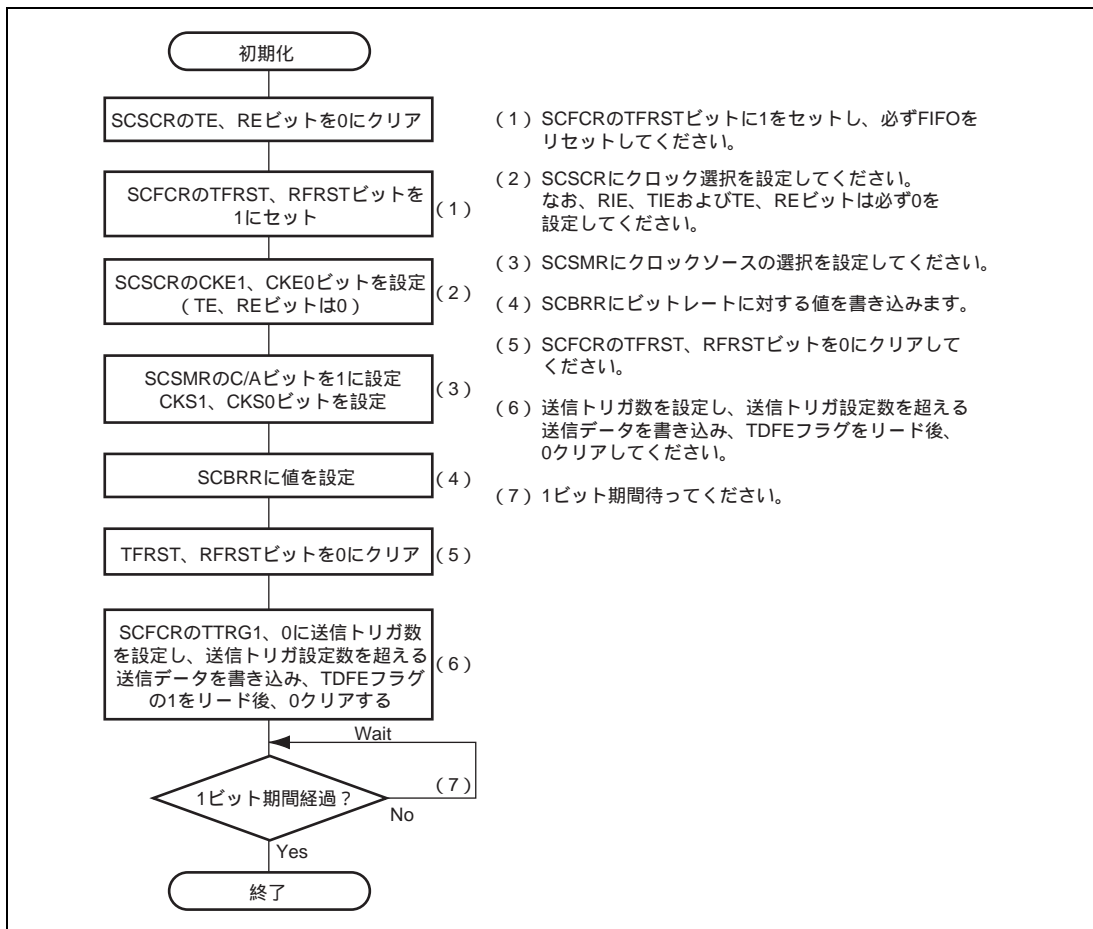 初期化
SCSCRのTE、REビットを0にクリア
SCFCRのTFRST、RFRSTビットを
1にセット
(1)
SCSCRのCKE1、CKE0ビットを設定
(TE、REビットは0)
(2)
SCSMRのC/Aビットを1に設定
CKS1、CKS0ビットを設定
(3)
SCBRRに値を設定
(4)
TFRST、RFRSTビットを0にクリア
(5)
SCFCRのTTRG1、0に送信トリガ数
を設定し、送信トリガ設定数を超える
送信データを書き込み、TDFEフラグ
の1をリード後、0クリアする
(6)
Wait
1ビット期間経過?
(7)
No
Yes
終了
(1)SCFCRのTFRSTビットに1をセットし、必ずFIFOを
リセットしてください。
(2)SCSCRにクロック選択を設定してください。
なお、RIE、TIEおよびTE、REビットは必ず0を
設定してください。
(3)SCSMRにクロックソースの選択を設定してください。
(4)SCBRRにビットレートに対する値を書き込みます。
(5)SCFCRのTFRST、RFRSTビットを0にクリアして
ください。
(6)送信トリガ数を設定し、送信トリガ設定数を超える
送信データを書き込み、TDFEフラグをリード後、
0クリアしてください。
(7)1ビット期間待ってください。